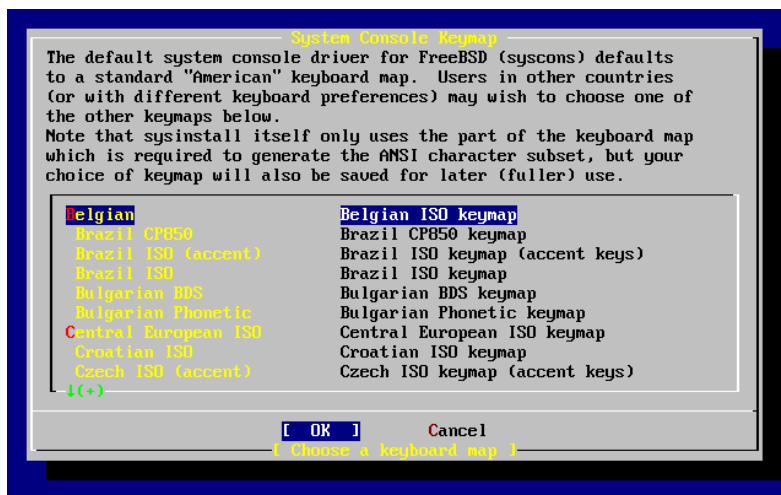 System Console Keymap
The default system console driver for FreeBSD (syscons) defaults
to a standard "American" keyboard map.  Users in other countries
(or with different keyboard preferences) may wish to choose one of
the other keymaps below.
Note that sysinstall itself only uses the part of the keyboard map
which is required to generate the ANSI character subset, but your
choice of keymap will also be saved for later (fuller) use.
Belgian Belgian ISO keymap
Brazil CP850 Brazil CP850 keymap
Brazil ISO (accent) Brazil ISO keymap (accent keys)
Brazil ISO Brazil ISO keymap
Bulgarian BDS Bulgarian BDS keymap
Bulgarian Phonetic Bulgarian Phonetic keymap
Central European ISO Central European ISO keymap
Croatian ISO Croatian ISO keymap
Czech ISO (accent) Czech ISO keymap (accent keys)
↓(+)
[ OK ] Cancel
[ Choose a keyboard map ]